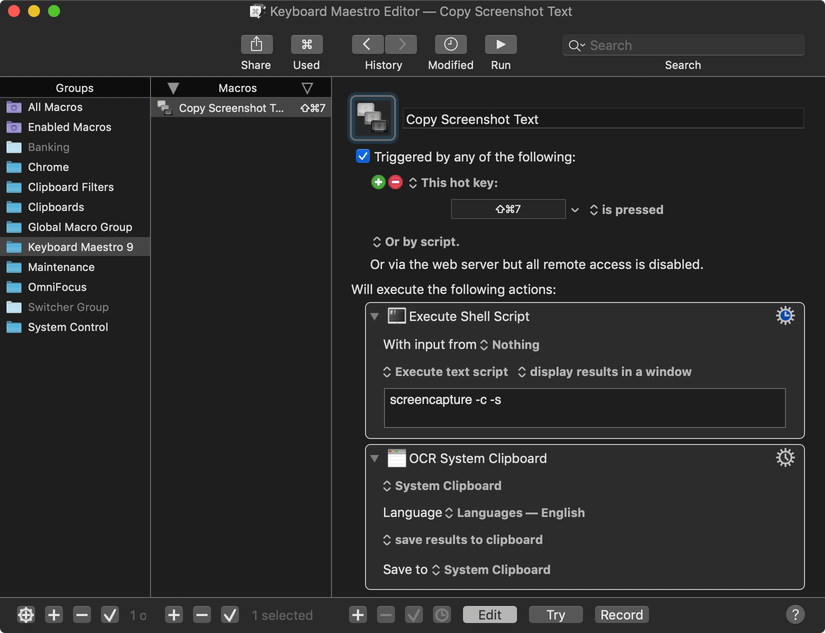 Keyboard Maestro Editor — Copy Screenshot Text
Share
Used
History
Modified
Run
Search
Search
Groups
All Macros
Enabled Macros
Banking
Chrome
Clipboard Filters
Clipboards
Global Macro Group
Keyboard Maestro 9
Maintenance
OmniFocus
Switcher Group
System Control
Macros
Copy Screenshot T... ⇧⌘7
Copy Screenshot Text
Triggered by any of the following:
This hot key:
⇧⌘7 is pressed
Or by script.
Or via the web server but all remote access is disabled.
Will execute the following actions:
Execute Shell Script
With input from Nothing
Execute text script display results in a window
screencapture -c -s
OCR System Clipboard
System Clipboard
Language Languages — English
save results to clipboard
Save to System Clipboard
1 o
1 selected
Edit Try Record ?